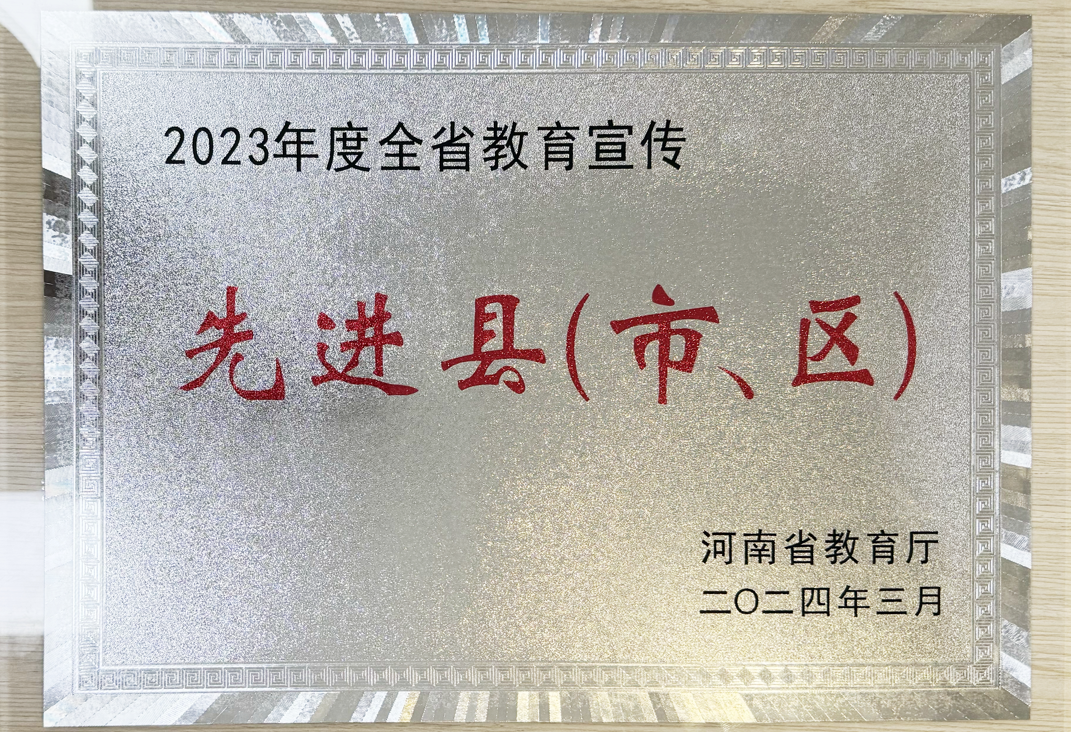 2023年度全省教育宣传
先进县(市、区)
河南省教育厅
二〇二四年三月